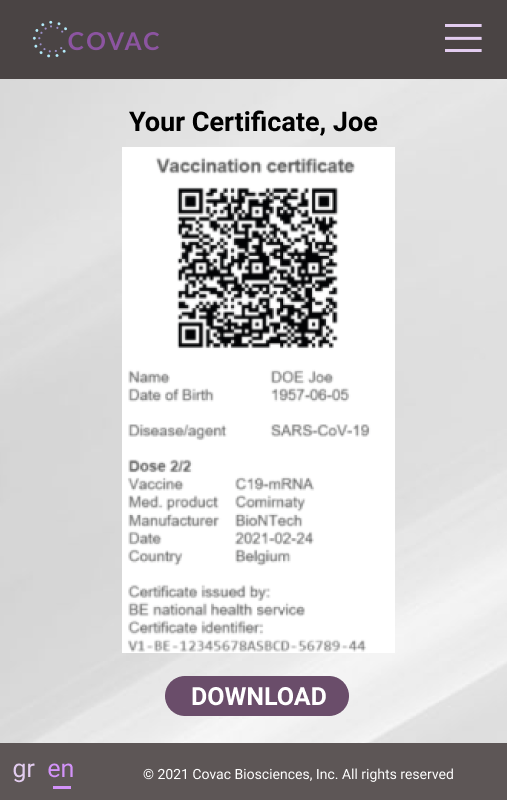 COVAC
Your Certificate, Joe
Vaccination certificate
Name DOE Joe
Date of Birth 1957-06-05
Disease/agent SARS-CoV-19
Dose 2/2
Vaccine C19-mRNA
Med. product Comirnaty
Manufacturer BioNTech
Date 2021-02-24
Country Belgium
Certificate issued by:
BE national health service
Certificate identifier:
V1-BE-12345678ASBCD-56789-44
DOWNLOAD
gr en © 2021 Covac Biosciences, Inc. All rights reserved